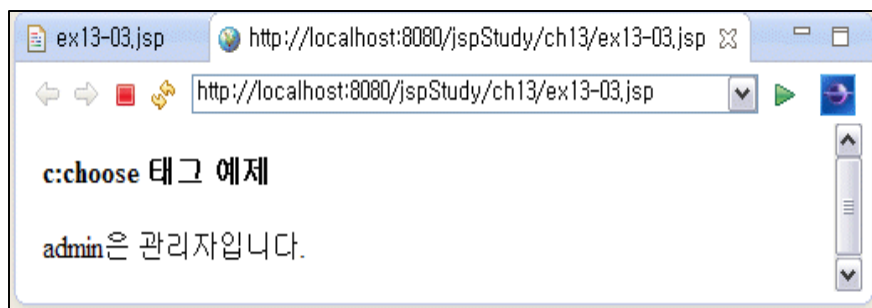 ex13-03.jsp
http://localhost:8080/jspStudy/ch13/ex13-03.jsp
http://localhost:8080/jspStudy/ch13/ex13-03.jsp
c:choose 태그 예제
admin은 관리자입니다.